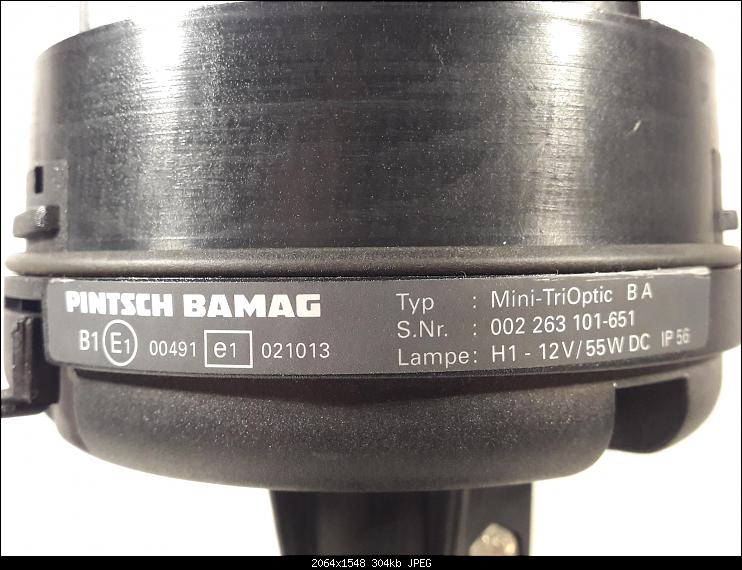 PINTSCH BAMAG
B1 E1 00491 e1 021013
Typ : Mini-TriOptic B A
S.Nr. : 002 263 101-651
Lampe : H1 - 12V/55W DC IP 56
2064x1548 304kb JPEG